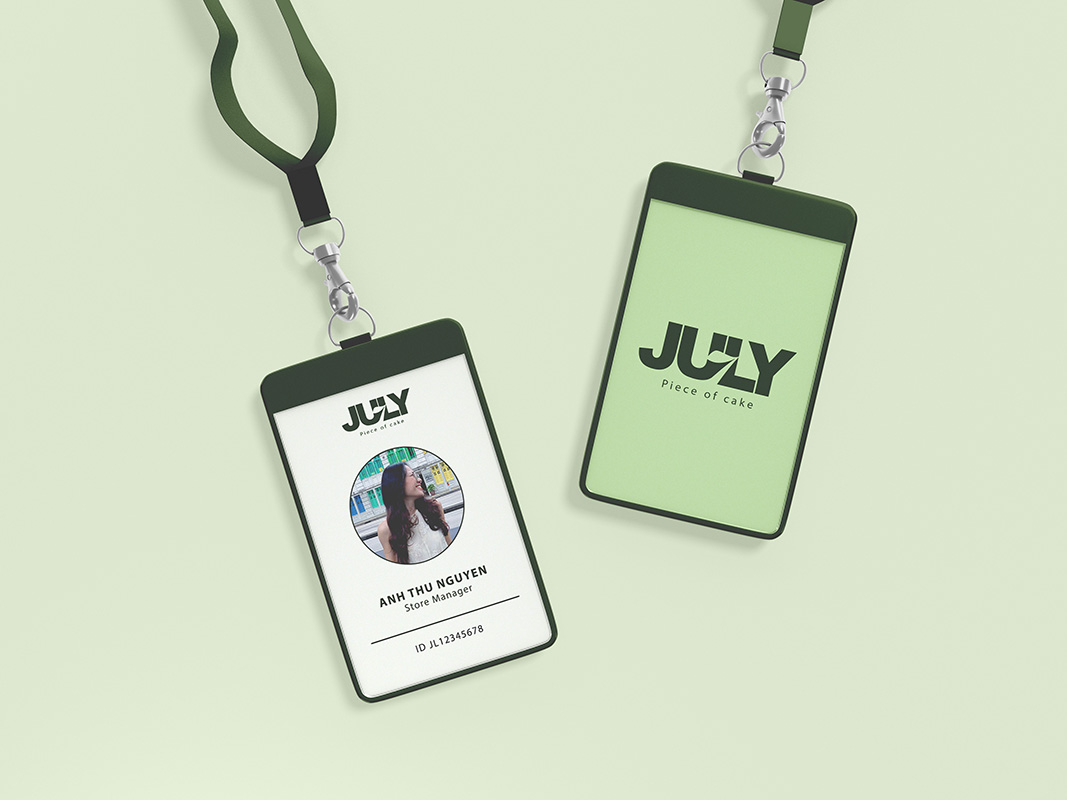 JULY
Piece of cake
ANH THU NGUYEN
Store Manager
ID JL12345678
JULY
Piece of cake